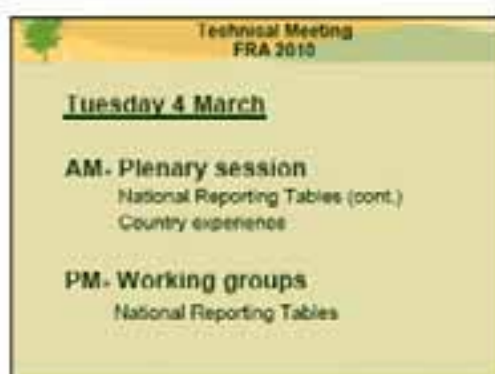 Technical Meeting
FRA 2010
Tuesday 4 March
AM- Plenary session
National Reporting Tables (cont.)
Country experience
PM- Working groups
National Reporting Tables